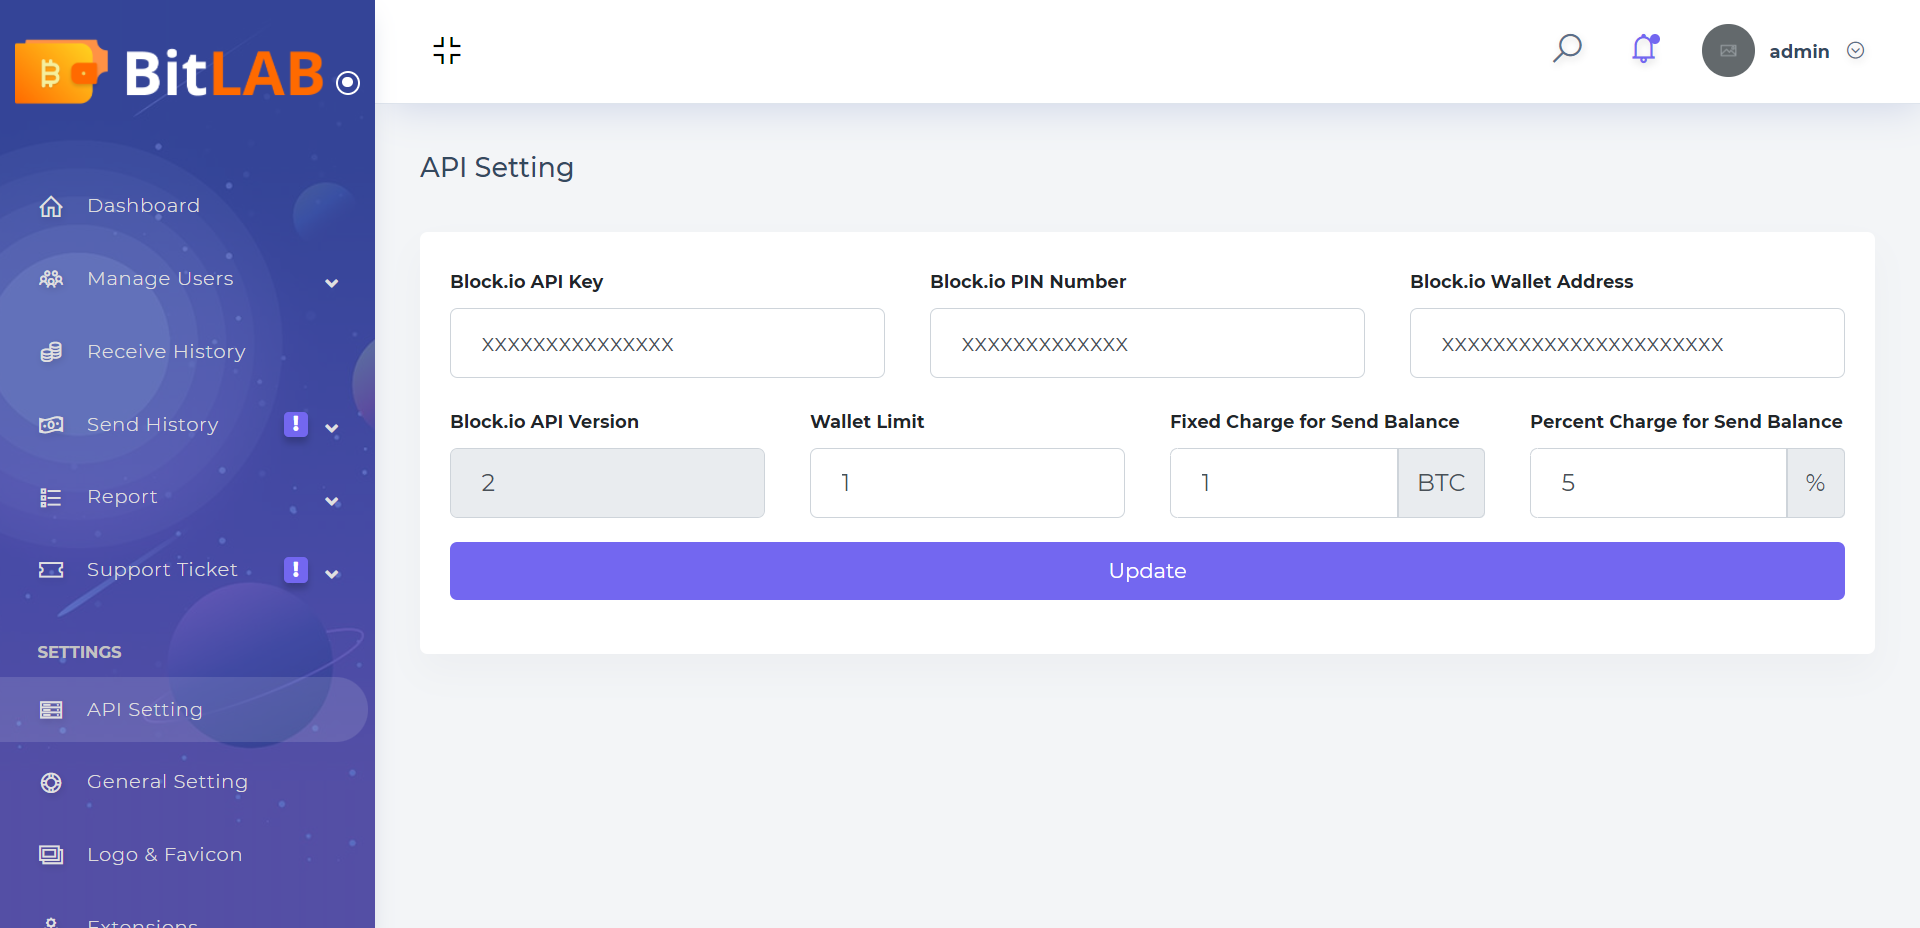 BitLAB
admin
Dashboard
Manage Users
Receive History
Send History !
Report
Support Ticket !
SETTINGS
API Setting
General Setting
Logo & Favicon
Extensions
API Setting
Block.io API Key
XXXXXXXXXXXXXXX
Block.io PIN Number
XXXXXXXXXXXXX
Block.io Wallet Address
XXXXXXXXXXXXXXXXXXXXXX
Block.io API Version
2
Wallet Limit
1
Fixed Charge for Send Balance
1 BTC
Percent Charge for Send Balance
5 %
Update